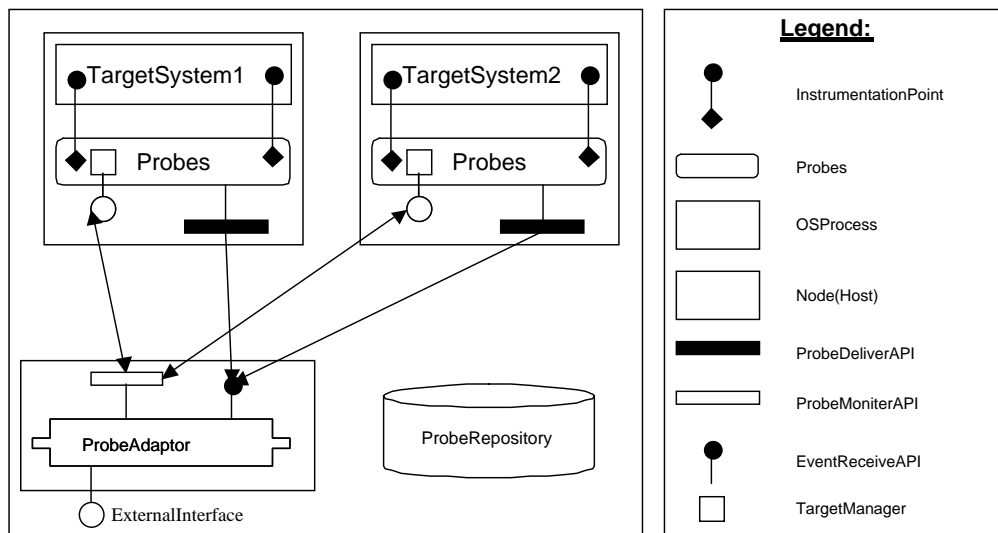 TargetSystem1
TargetSystem2
Probes
Probes
ProbeAdaptor
ProbeRepository
ExternalInterface
Legend:
InstrumentationPoint
Probes
OSProcess
Node(Host)
ProbeDeliverAPI
ProbeMoniterAPI
EventReceiveAPI
TargetManager